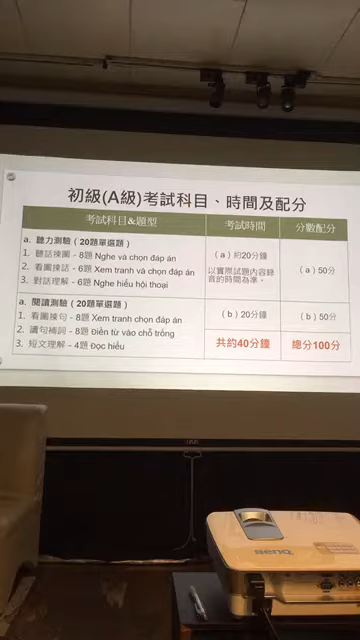 初級(A級)考試科目、時間及配分
考試科目&題型 考試時間 分數配分
a. 聽力測驗（20題單選題）
1. 聽話揀圖 - 8題 Nghe và chọn đáp án
2. 看圖揀話 - 6題 Xem tranh và chọn đáp án
3. 對話理解 - 6題 Nghe hiểu hội thoại
（a）約20分鐘
以實際試題內容錄
音的時間為準。
（a）50分
a. 閱讀測驗（20題單選題）
1. 看圖揀句 - 8題 Xem tranh chọn đáp án
2. 讀句補詞 - 8題 Điền từ vào chỗ trống
3. 短文理解 - 4題 Đọc hiểu
（b）20分鐘
（b）50分
共約40分鐘
總分100分
BenQ